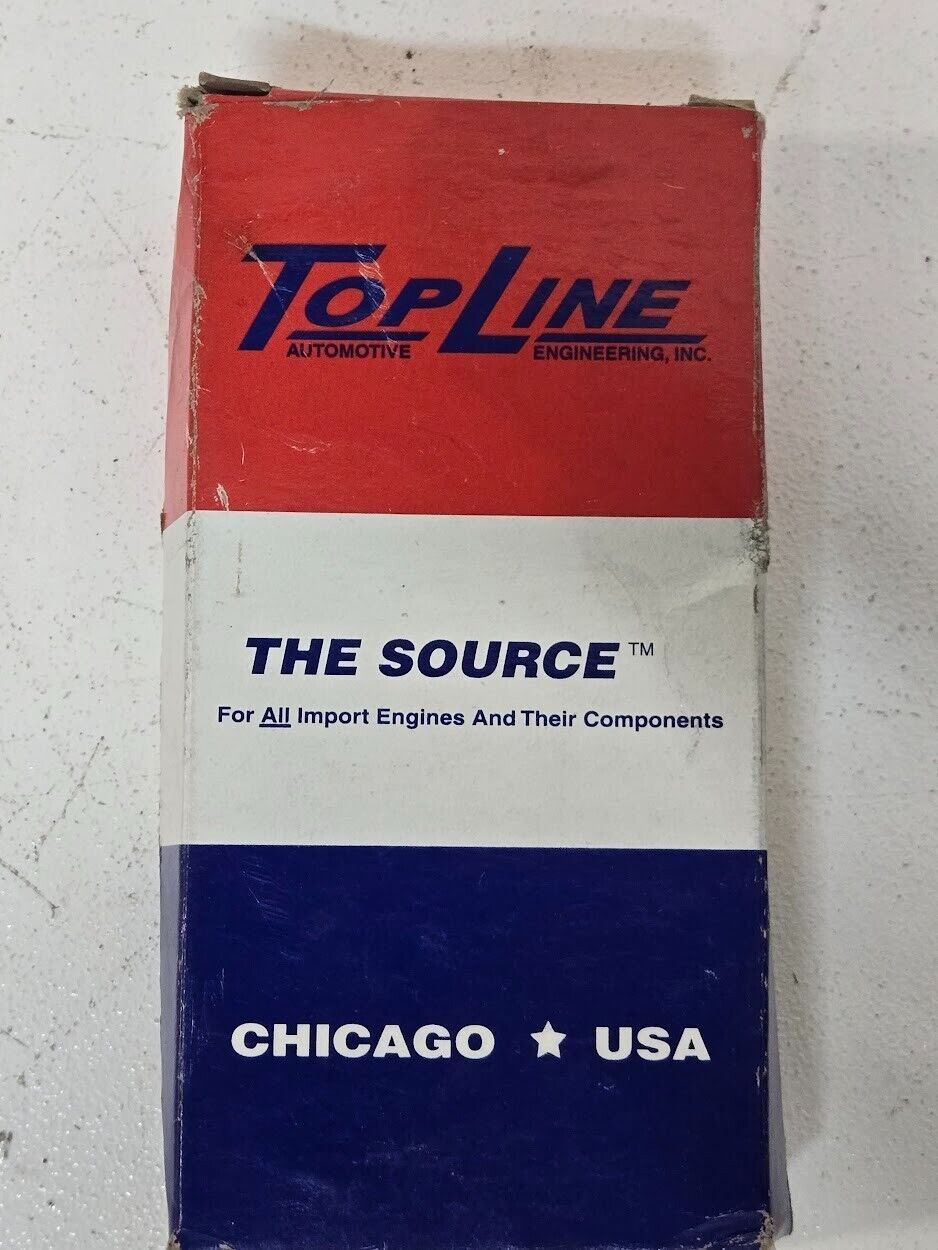 TOPLINE
AUTOMOTIVE ENGINEERING, INC.
THE SOURCE™
For All Import Engines And Their Components
CHICAGO ★ USA